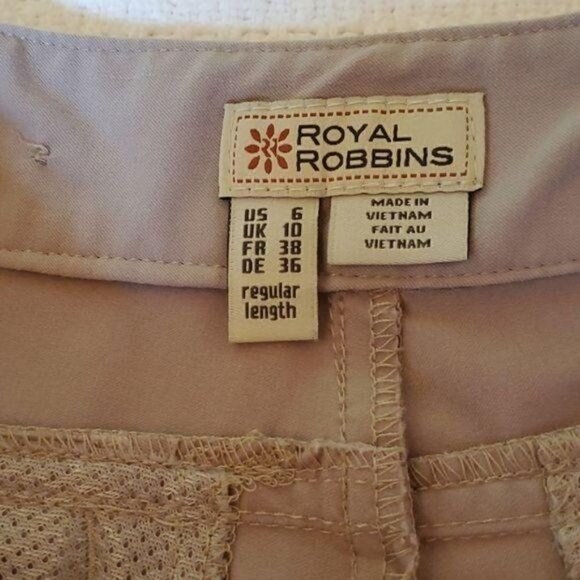 ROYAL
ROBBINS
US 6
UK 10
FR 38
DE 36
regular
length
MADE IN
VIETNAM
FAIT AU
VIETNAM